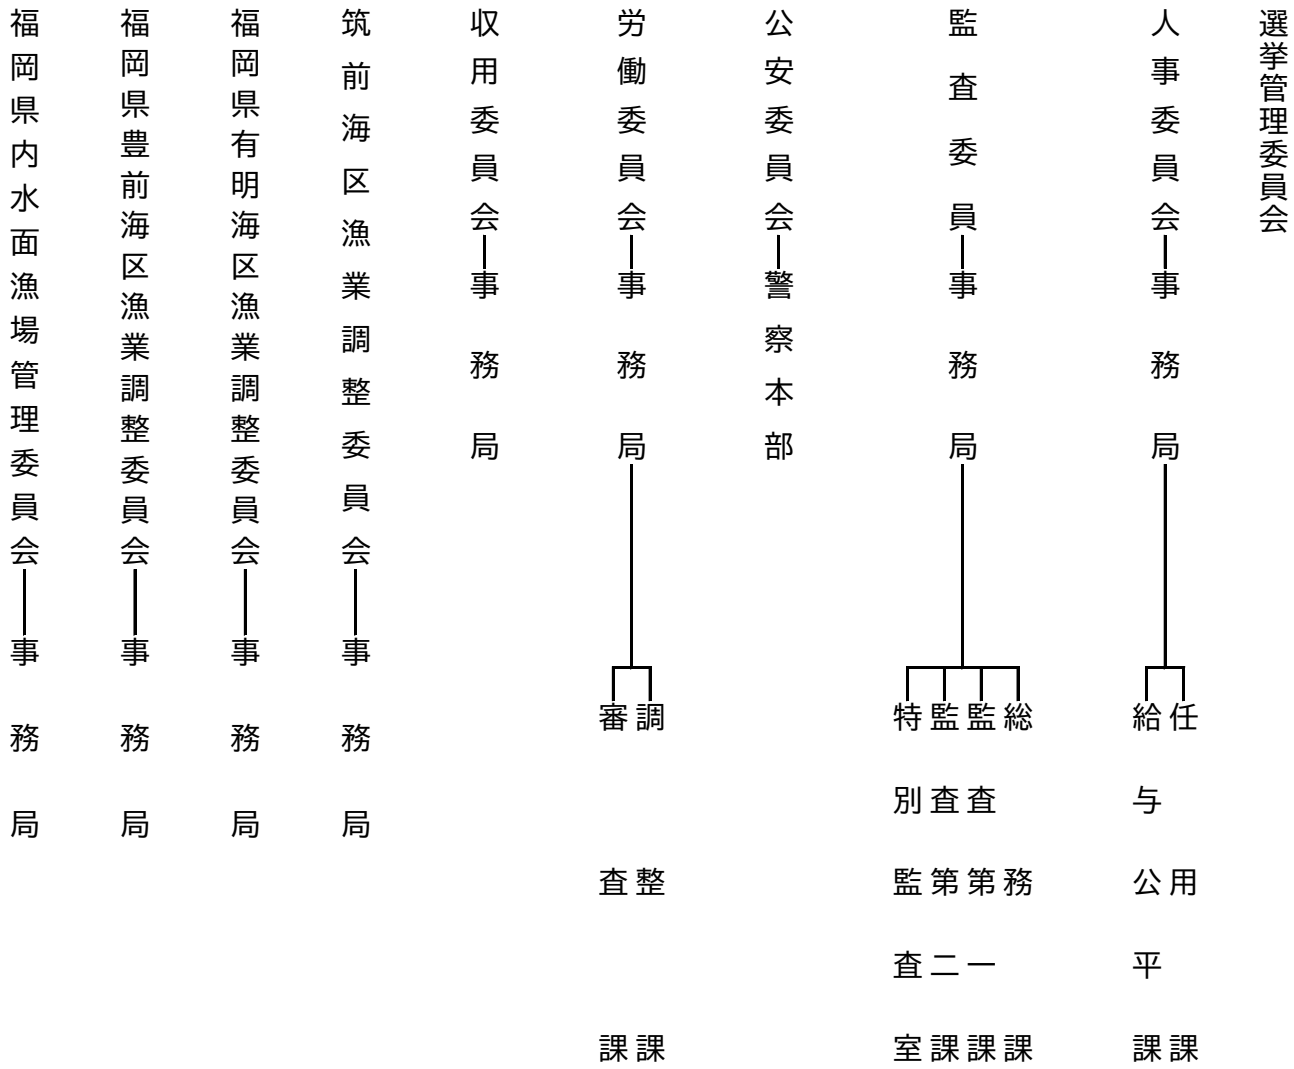 選挙管理委員会
人事委員会
事務局
任用課
給与公平課
監査委員
事務局
総務課
監査第一課
監査第二課
特別監査室
公安委員会
警察本部
労働委員会
事務局
調整課
審査課
収用委員会
事務局
筑前海区漁業調整委員会
事務局
福岡県有明海区漁業調整委員会
事務局
福岡県豊前海区漁業調整委員会
事務局
福岡県内水面漁場管理委員会
事務局